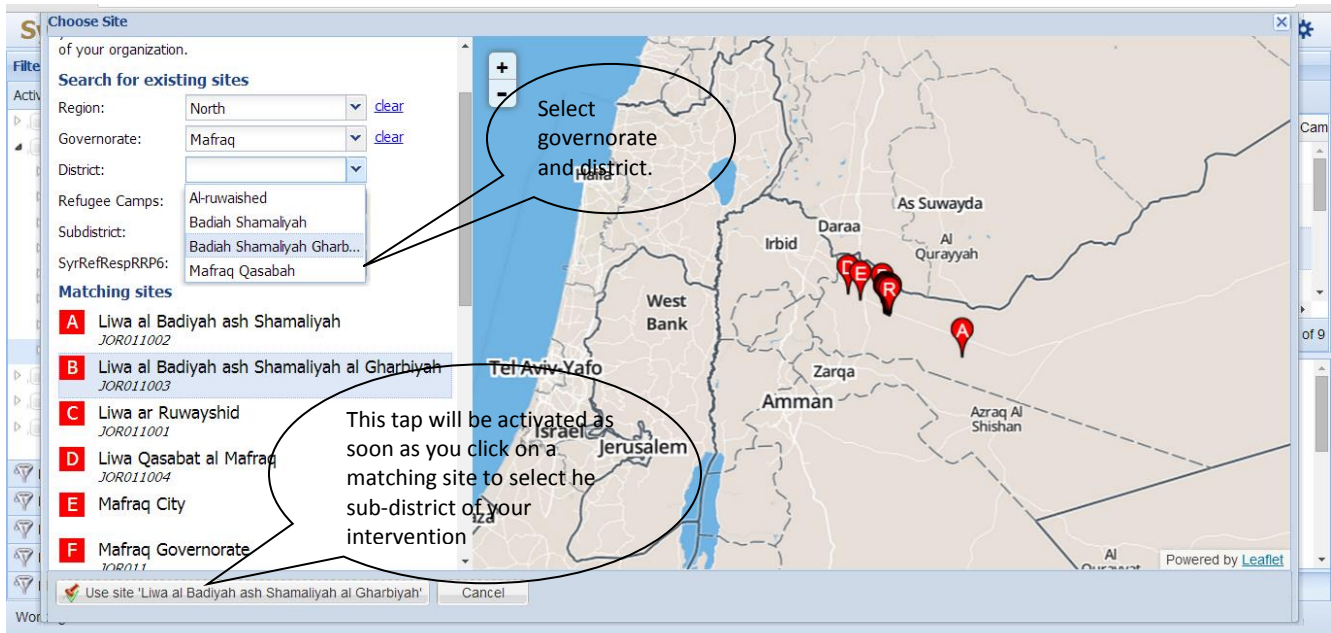 Choose Site
of your organization.
Search for existing sites
Region: North clear
Governorate: Mafraq clear
District:
Al-ruwaished
Badiah Shamaliyah
Badiah Shamaliyah Gharb...
Mafraq Qasabah
Refugee Camps:
Subdistrict:
SyrRefRespRRP6:
Matching sites
A Liwa al Badiyah ash Shamaliyah
JOR011002
B Liwa al Badiyah ash Shamaliyah al Gharbiyah
JOR011003
C Liwa ar Ruwayshid
JOR011001
D Liwa Qasabat al Mafraq
JOR011004
E Mafraq City
F Mafraq Governorate
JOR011
Use site 'Liwa al Badiyah ash Shamaliyah al Gharbiyah'
Cancel
+
-
Select
governorate
and district.
This tap will be activated as
soon as you click on a
matching site to select he
sub-district of your
intervention
Haifa
As Suwayda
Daraa
Irbid
Al
Qurayyah
D
E
R
A
West
Bank
Tel Aviv-Yafo
Zarqa
Amman
Azraq Al
Shishan
Israel
Jerusalem
Al
Powered by Leaflet
Cam
of 9